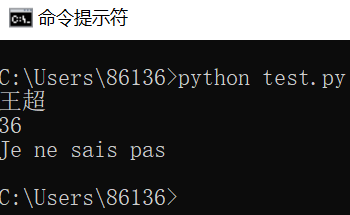 命令提示符
C:\Users\86136>python test.py
王超
36
Je ne sais pas
C:\Users\86136>